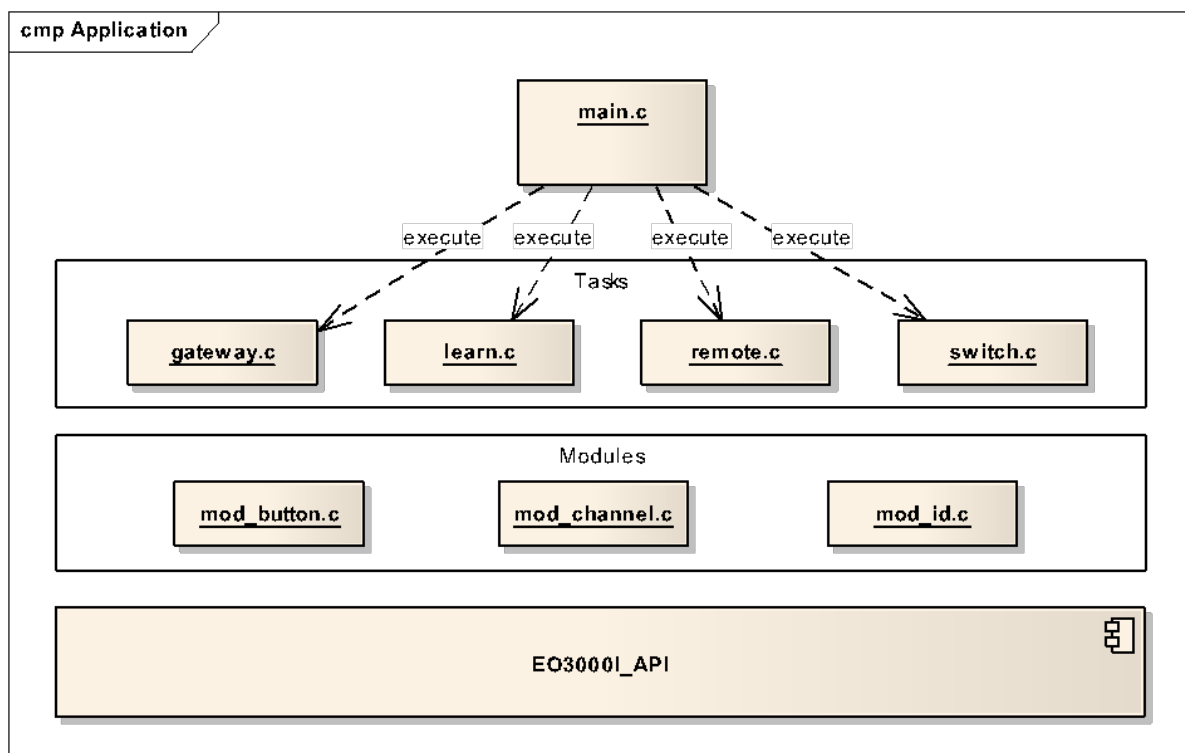 cmp Application
main.c
execute execute execute execute
Tasks
gateway.c learn.c remote.c switch.c
Modules
mod_button.c mod_channel.c mod_id.c
EO3000I_API